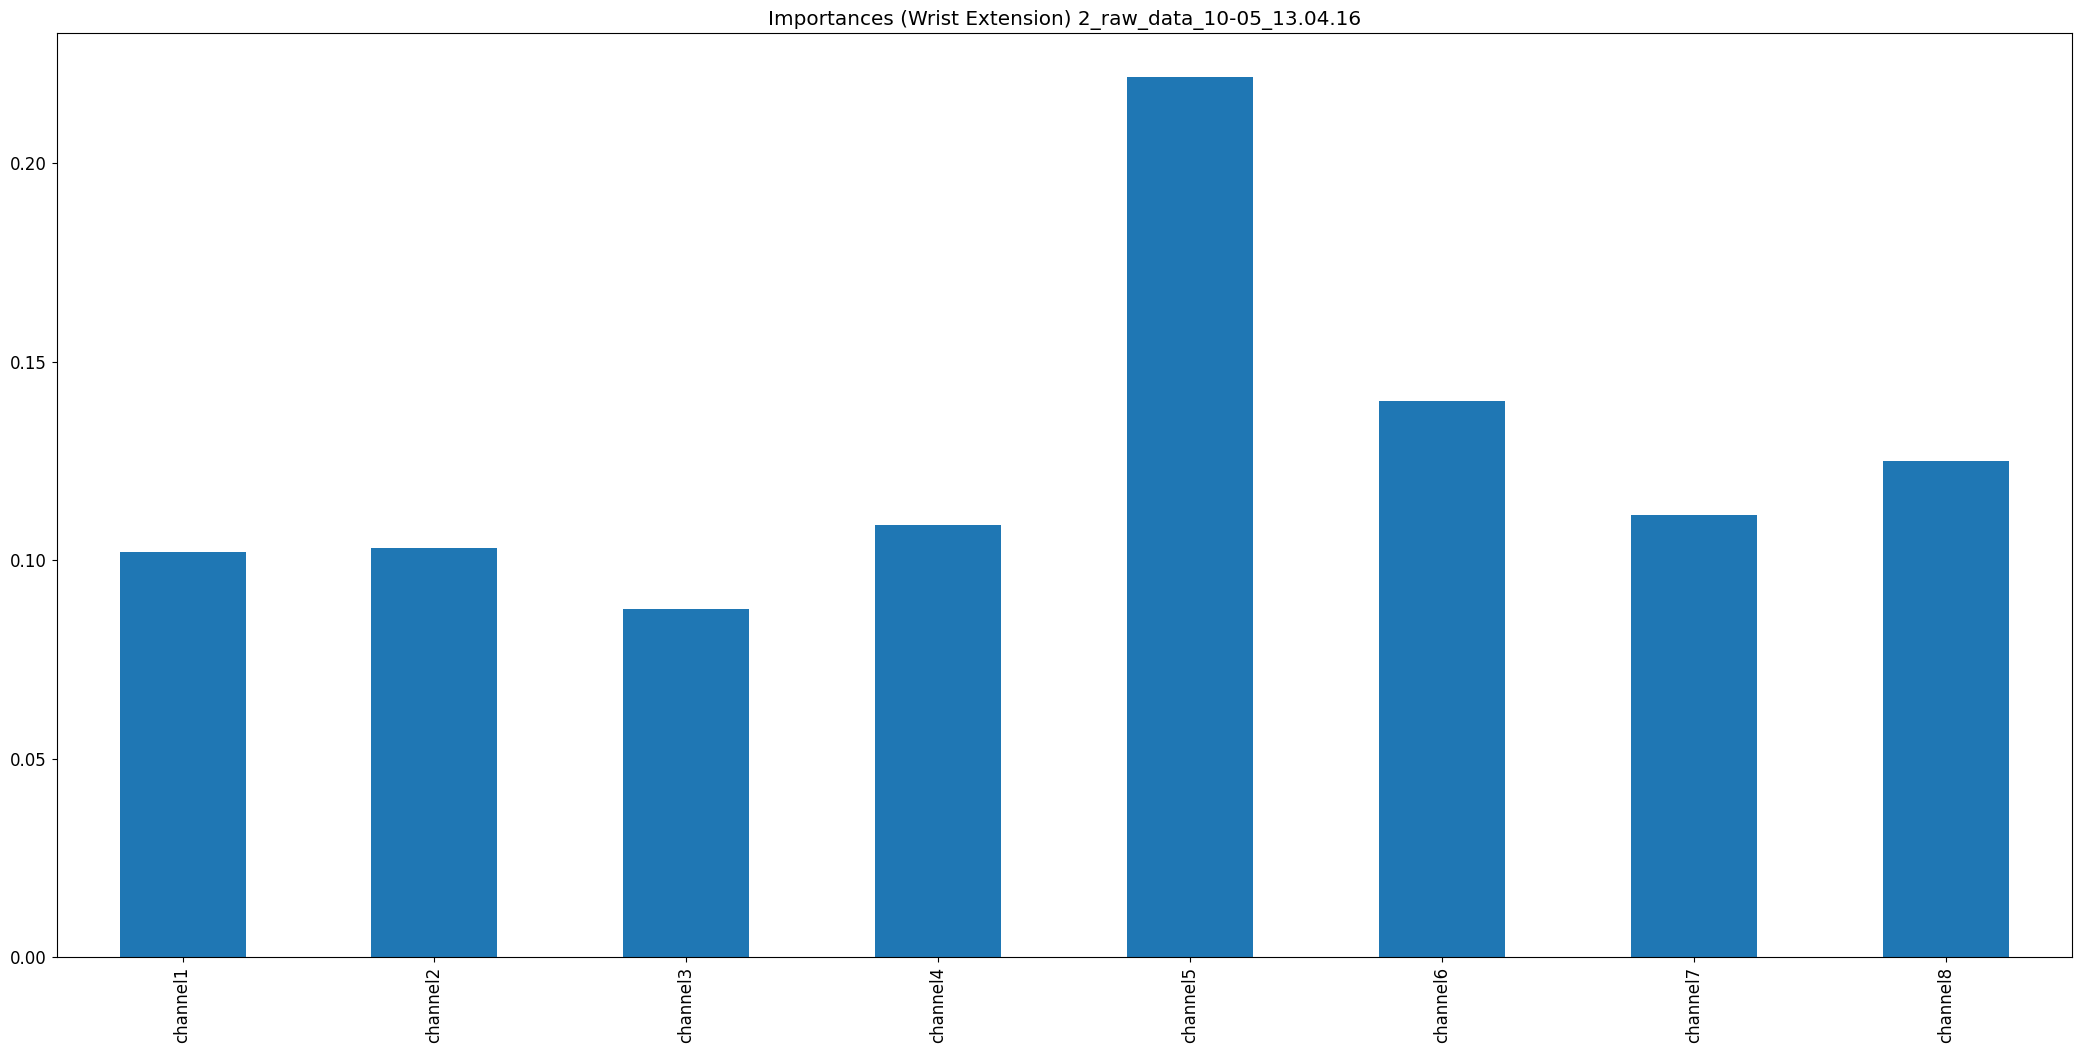 Importances (Wrist Extension) 2_raw_data_10-05_13.04.16
0.20
0.15
0.10
0.05
0.00
channel1
channel2
channel3
channel4
channel5
channel6
channel7
channel8